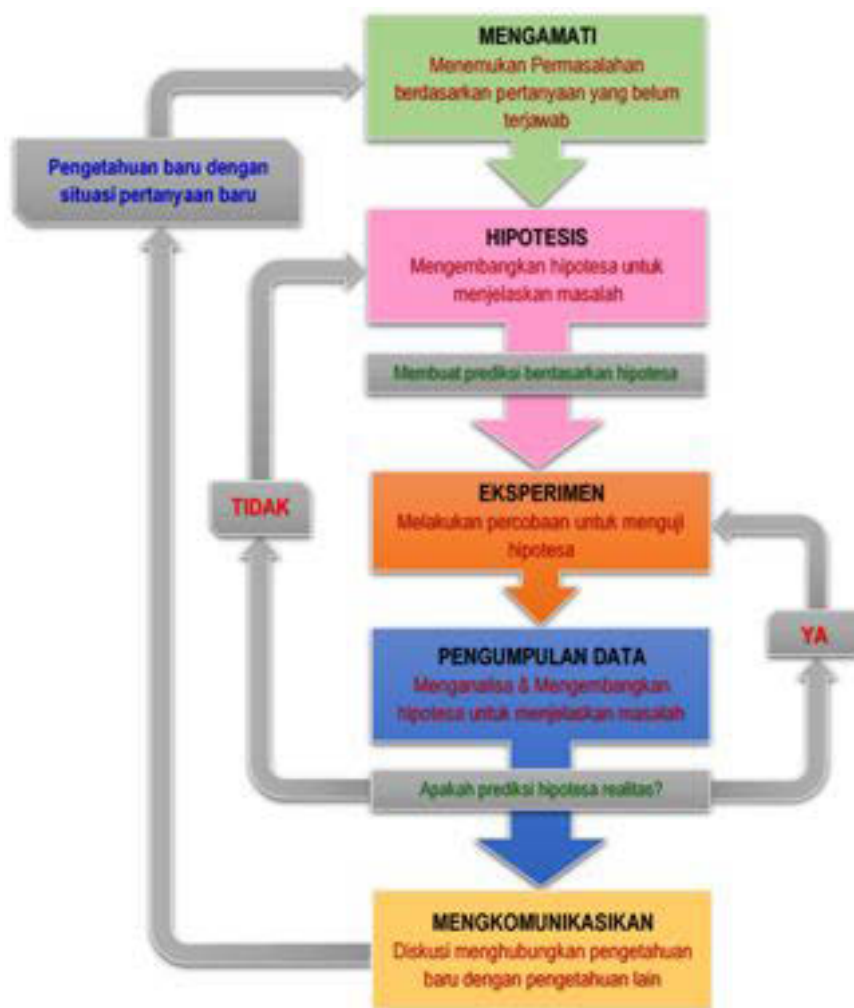 MENGAMATI
Menemukan Permasalahan
berdasarkan pertanyaan yang belum
terjawab
Pengetahuan baru dengan
situasi pertanyaan baru
HIPOTESIS
Mengembangkan hipotesa untuk
menjelaskan masalah
Membuat prediksi berdasarkan hipotesa
TIDAK
EKSPERIMEN
Melakukan percobaan untuk menguji
hipotesa
YA
PENGUMPULAN DATA
Menganalisa & Mengembangkan
hipotesa untuk menjelaskan masalah
Apakah prediksi hipotesa realitas?
MENGKOMUNIKASIKAN
Diskusi menghubungkan pengetahuan
baru dengan pengetahuan lain